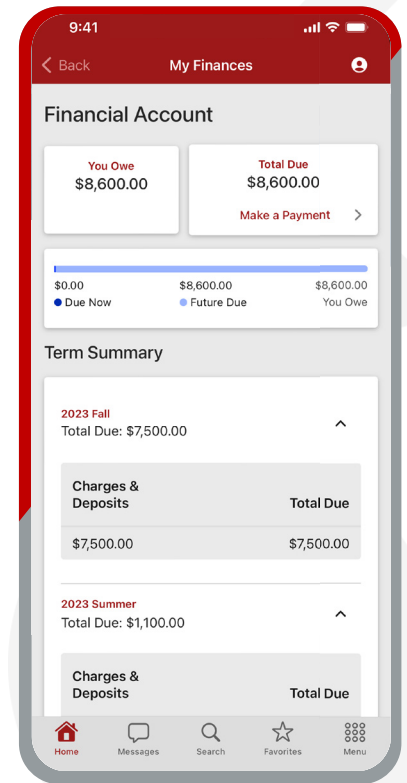 9:41
Back My Finances
Financial Account
You Owe
$8,600.00
Total Due
$8,600.00
Make a Payment
$0.00 $8,600.00 $8,600.00
Due Now Future Due You Owe
Term Summary
2023 Fall
Total Due: $7,500.00
Charges &
Deposits Total Due
$7,500.00 $7,500.00
2023 Summer
Total Due: $1,100.00
Charges &
Deposits Total Due
Home Messages Search Favorites Menu